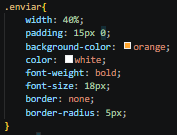 .enviar{
width: 40%;
padding: 15px 0;
background-color: orange;
color: white;
font-weight: bold;
font-size: 18px;
border: none;
border-radius: 5px;
}